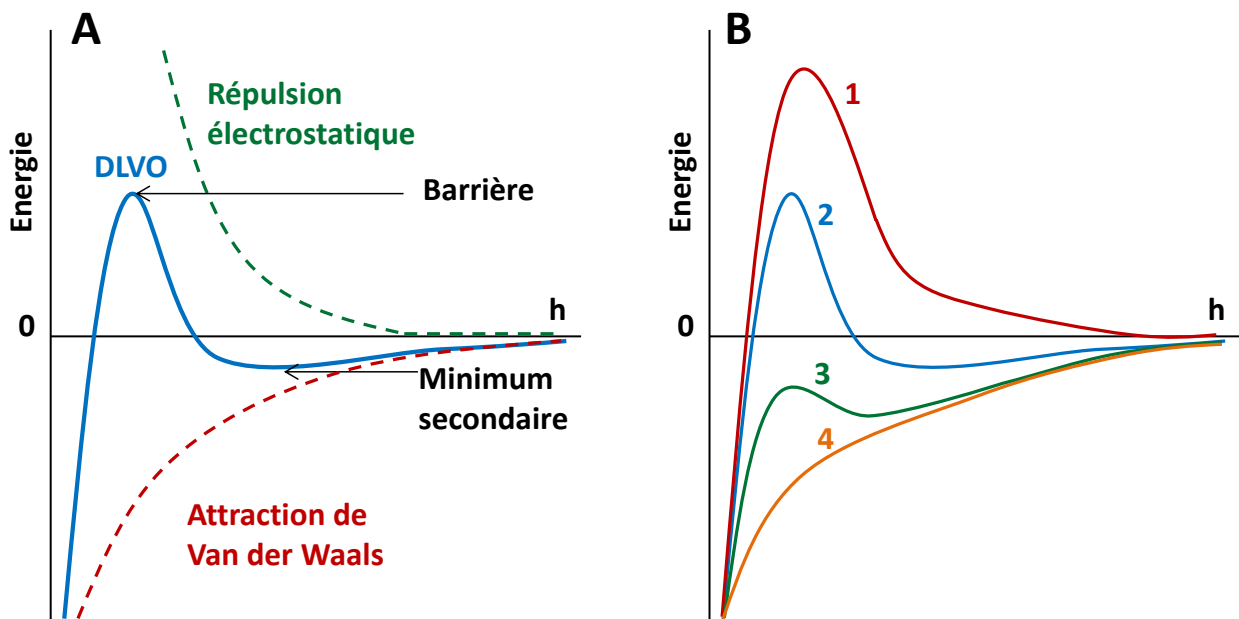 A
Répulsion
électrostatique
DLVO
Barrière
Energie
0
h
Minimum
secondaire
Attraction de
Van der Waals
B
1
2
Energie
0
h
3
4